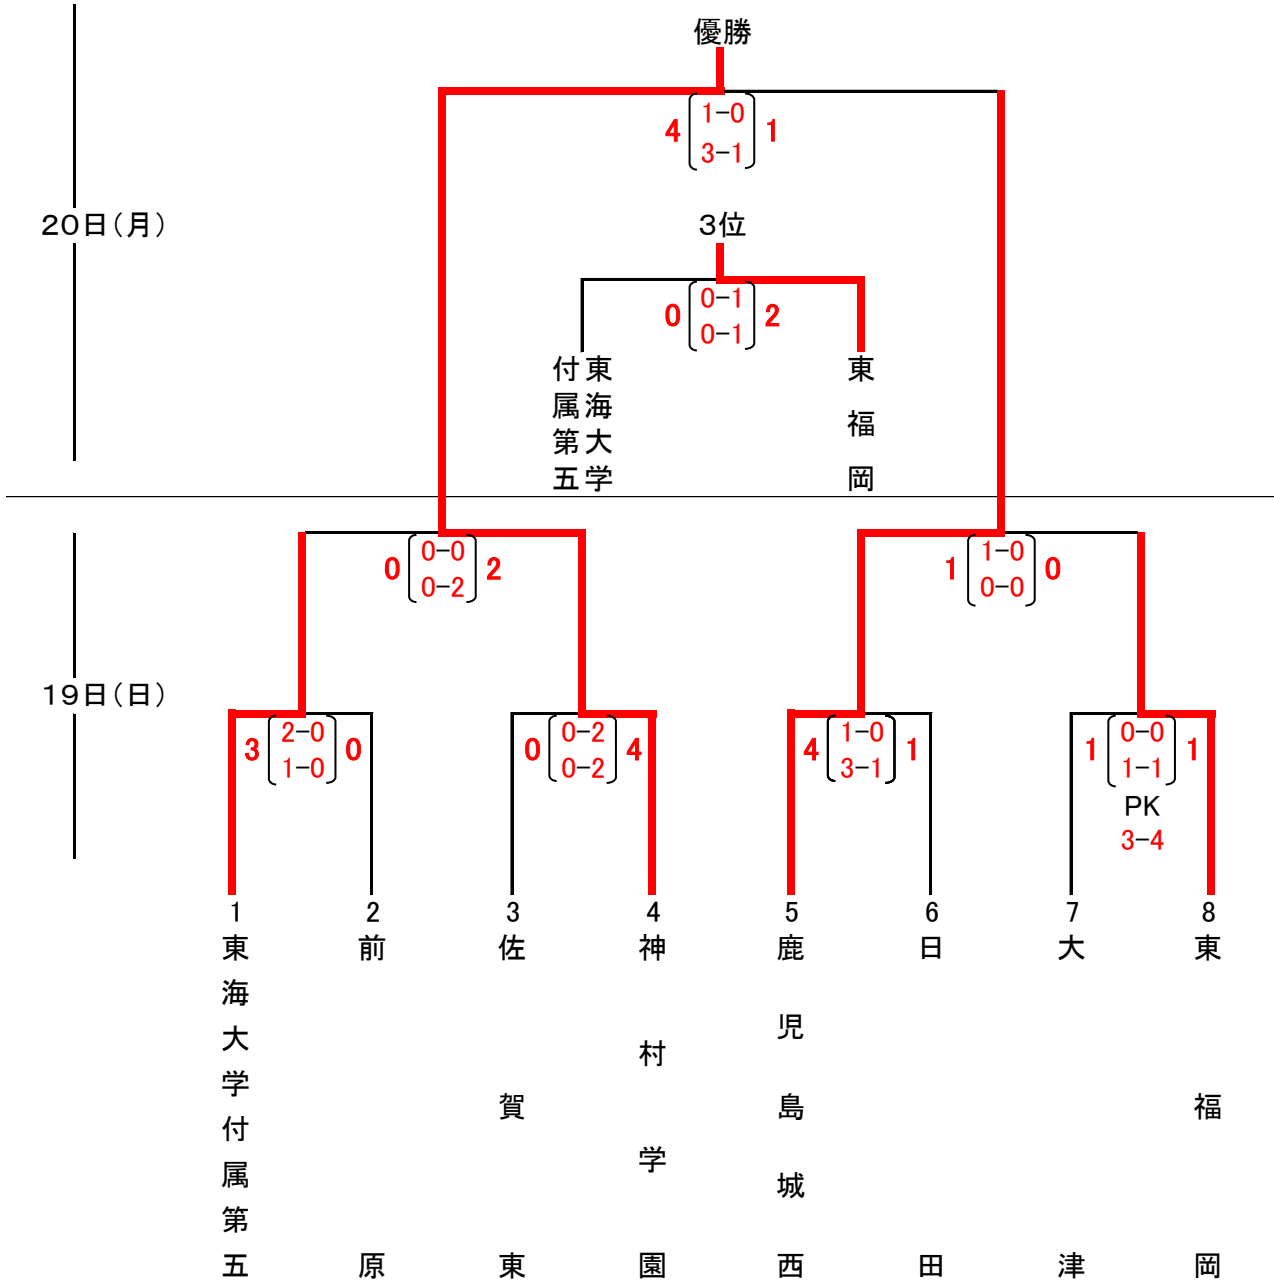 優勝
4 1-0 1
3-1
20日(月)
3位
0 0-1 2
0-1
東海大学付属第五
東福岡
0 0-0 2
0-2
1 1-0 0
0-0
19日(日)
3 2-0 0
1-0
0 0-2 4
0-2
4 1-0 1
3-1
1 0-0 1
1-1
PK
3-4
1
東海大学付属第五
2
前原
3
佐賀東
4
神村学園
5
鹿児島城西
6
日田
7
大津
8
東福岡